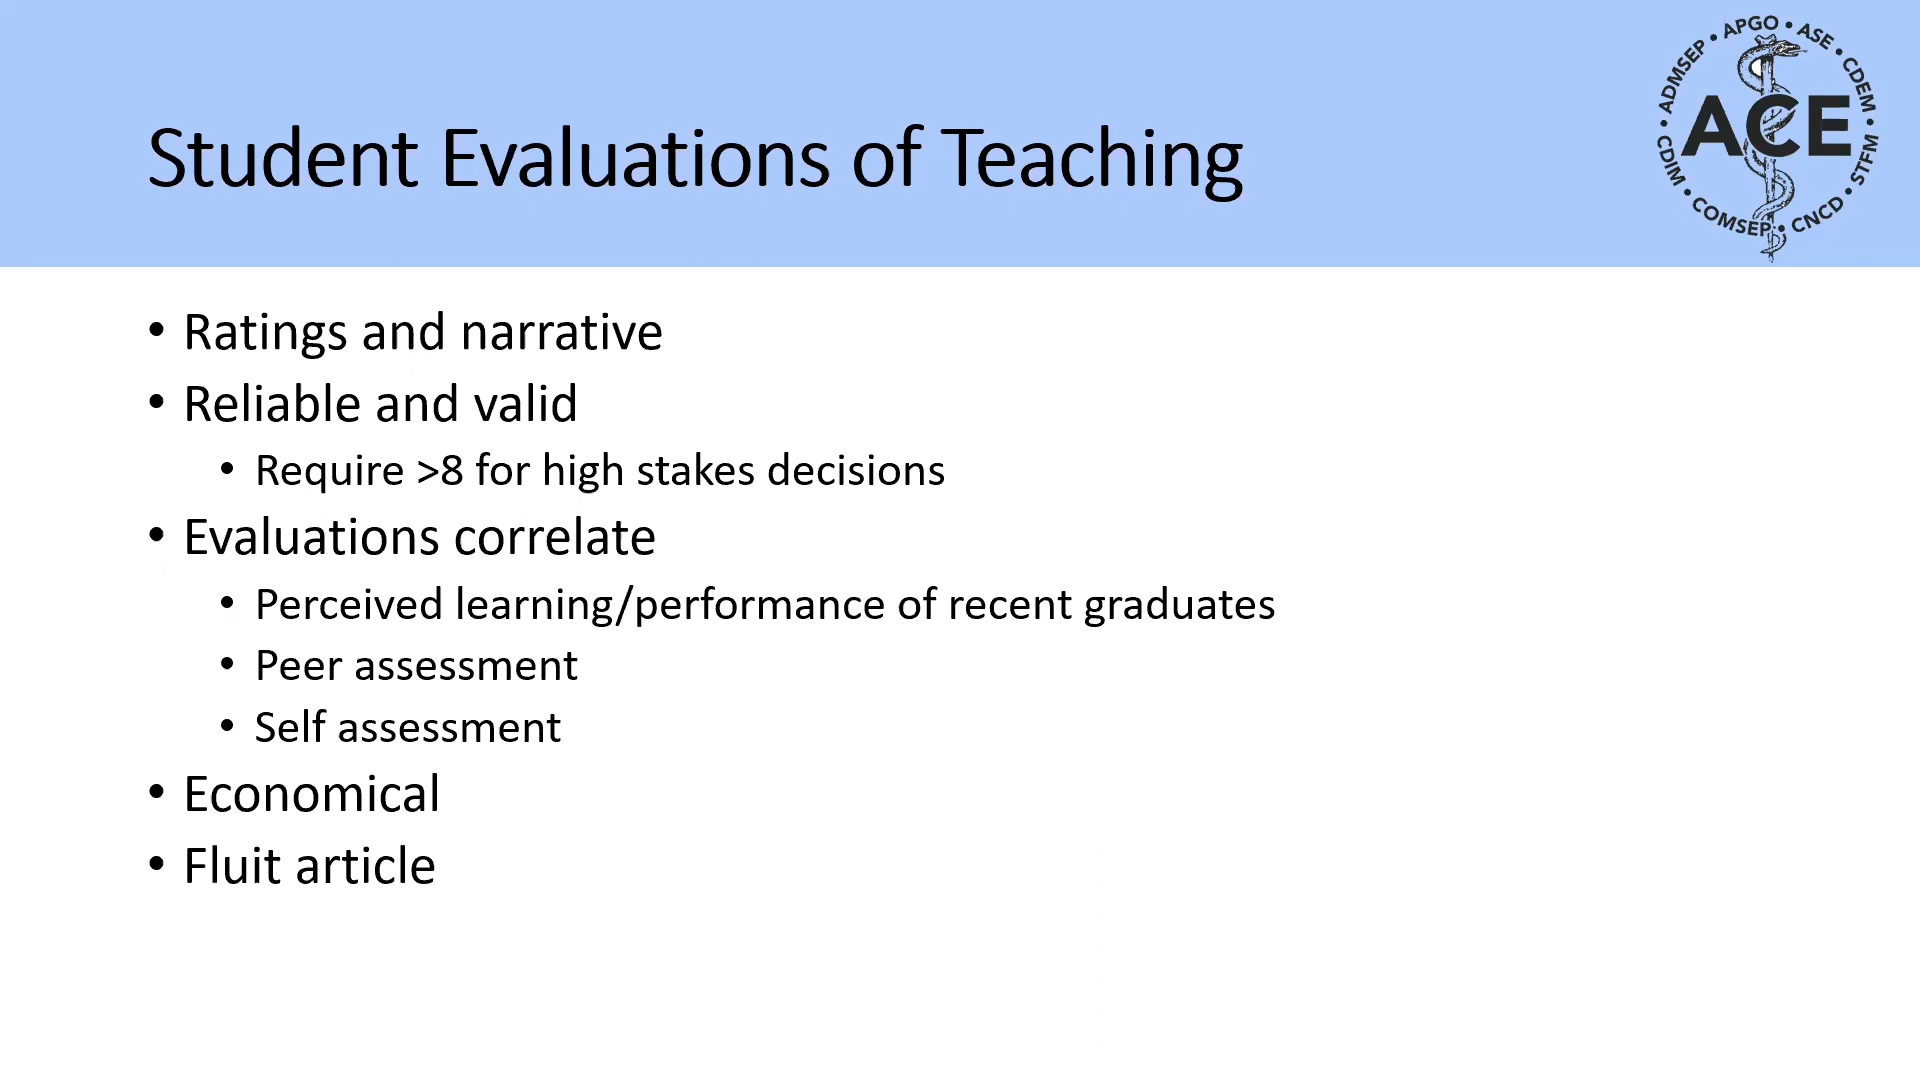 Student Evaluations of Teaching
ADMSEP • APGO • ASE • CDEM • STFM • CNCD • COMSEP • CDIM •
ACE
• Ratings and narrative
• Reliable and valid
• Require >8 for high stakes decisions
• Evaluations correlate
• Perceived learning/performance of recent graduates
• Peer assessment
• Self assessment
• Economical
• Fluit article